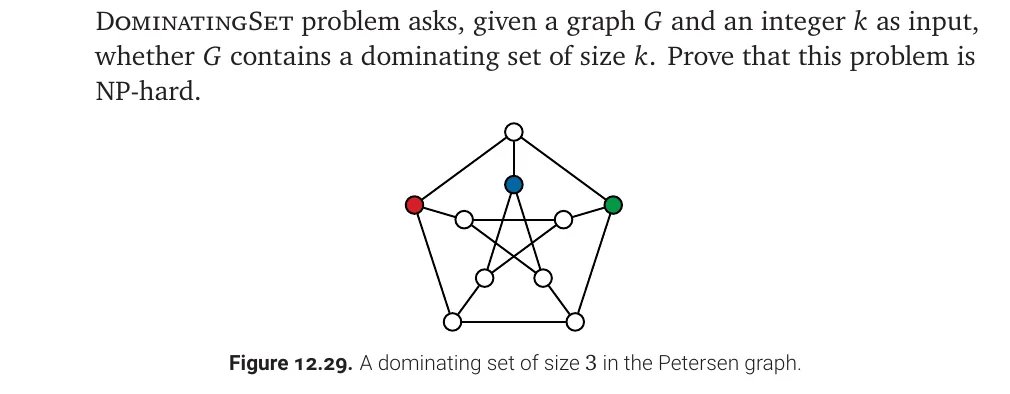 DominatingSet problem asks, given a graph G and an integer k as input,
whether G contains a dominating set of size k. Prove that this problem is
NP-hard.
Figure 12.29. A dominating set of size 3 in the Petersen graph.